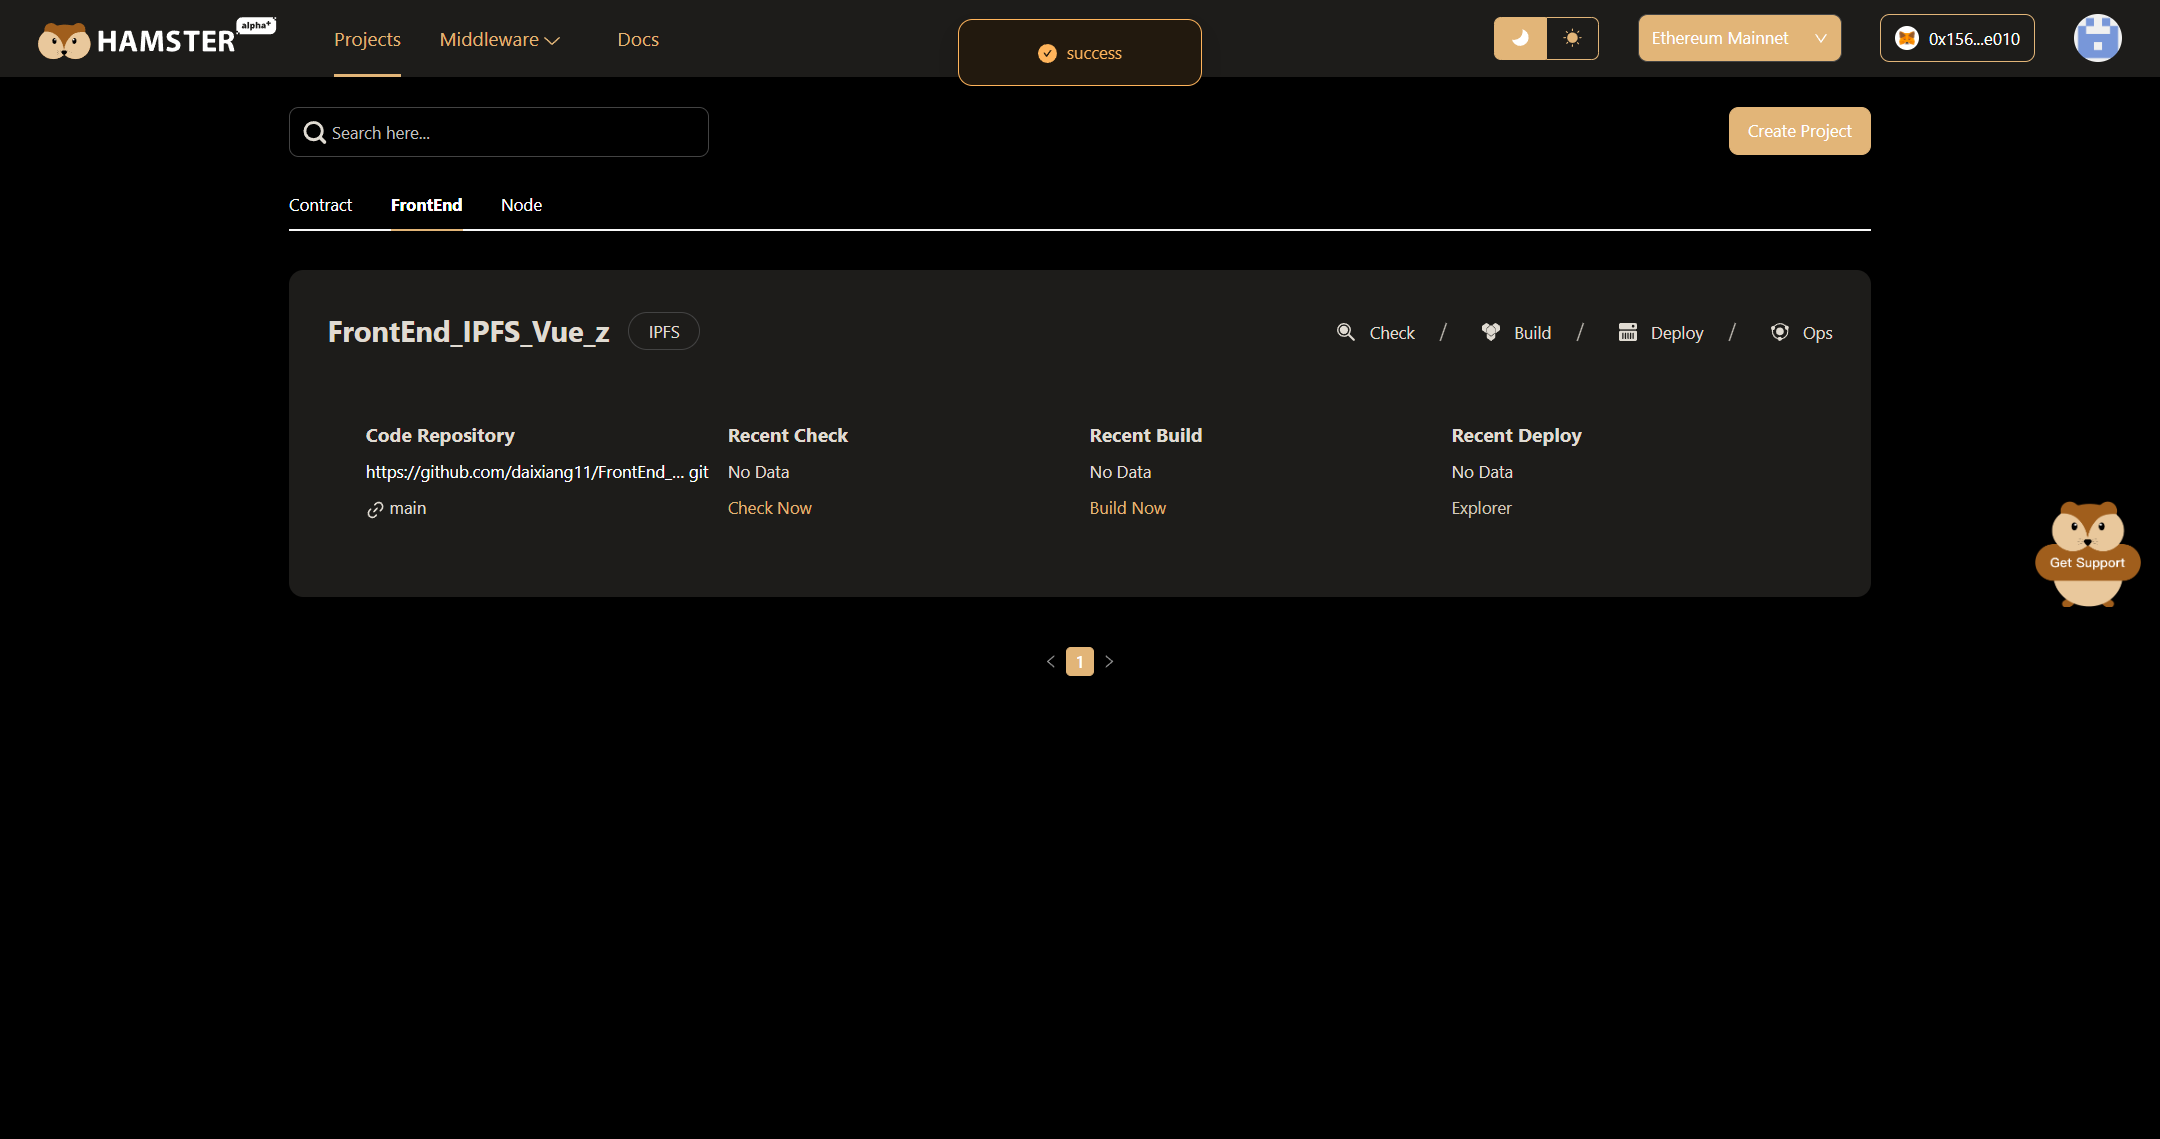 HAMSTER alpha+
Projects Middleware Docs
success
Ethereum Mainnet
0x156...e010
Search here...
Create Project
Contract FrontEnd Node
FrontEnd_IPFS_Vue_z IPFS
Check / Build / Deploy / Ops
Code Repository
https://github.com/daixiang11/FrontEnd_... git
main
Recent Check
No Data
Check Now
Recent Build
No Data
Build Now
Recent Deploy
No Data
Explorer
Get Support
1